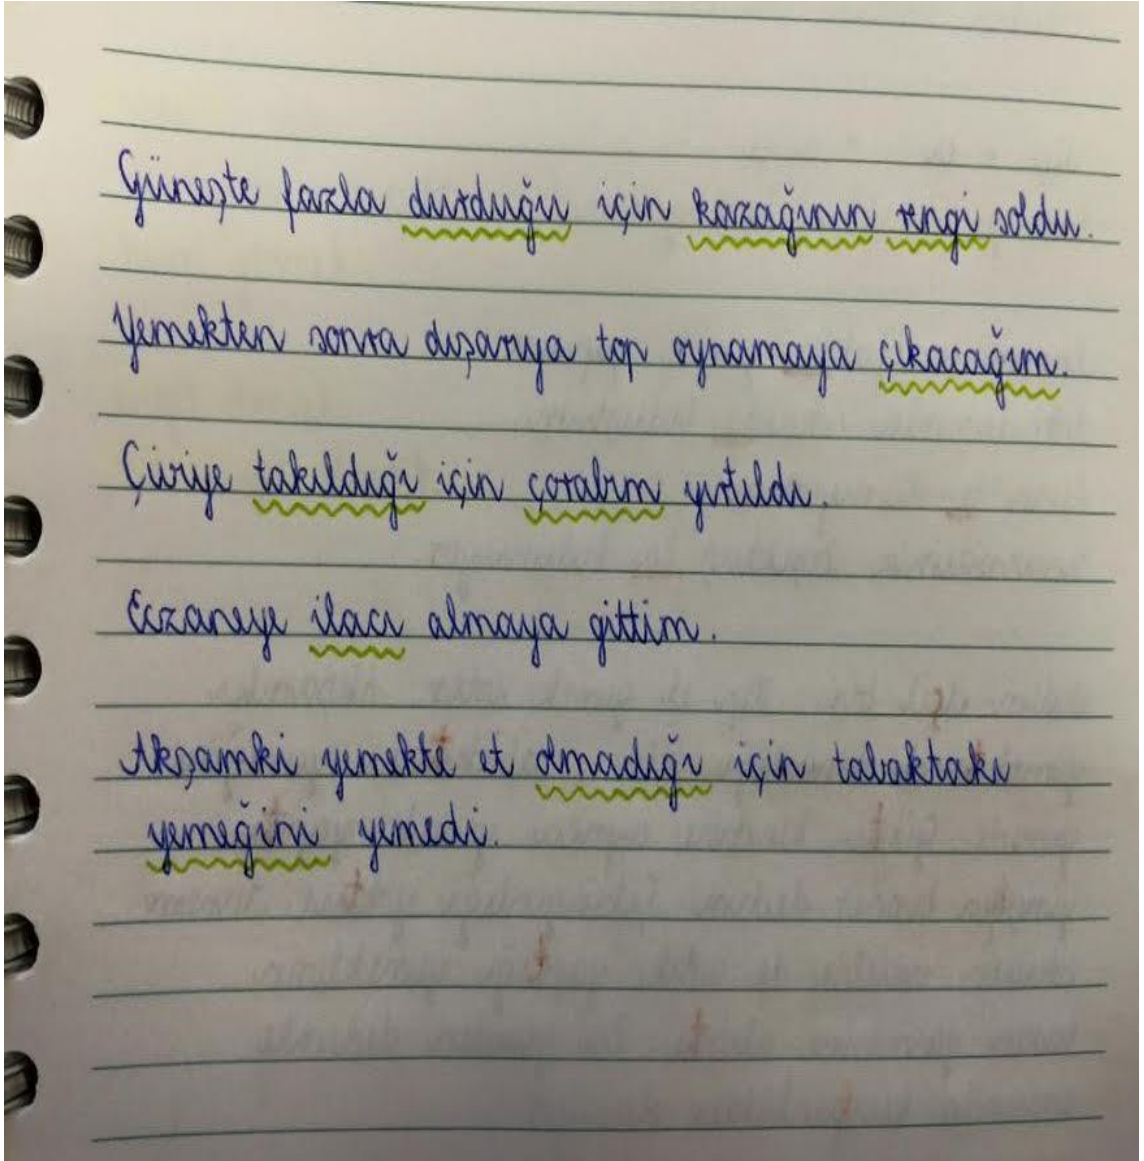 Güneşte fazla durduğu için kazağının rengi soldu.
Yemekten sonra dışarıya top oynamaya çıkacağım.
Çiviye takıldığı için çorabım yırtıldı.
Eczaneye ilacı almaya gittim.
Akşamki yemekte et olmadığı için tabaktaki
yemeğini yemedi.